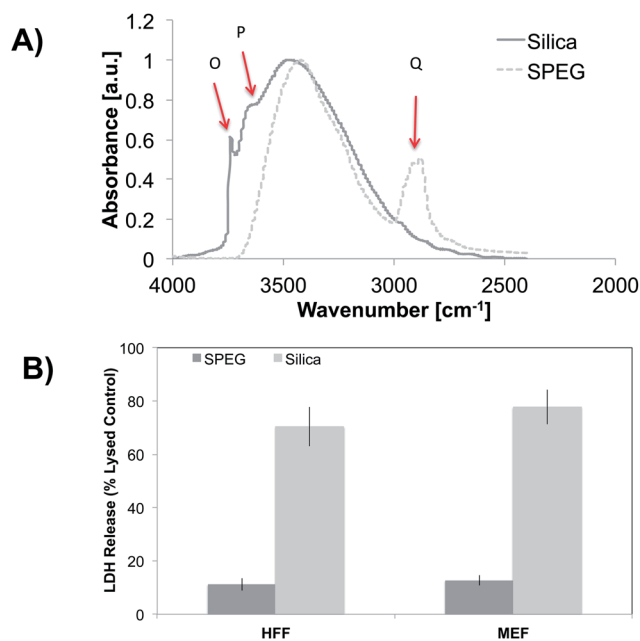 A)
Absorbance [a.u.]
1.2
1
0.8
0.6
0.4
0.2
0
O
P
Q
Silica
SPEG
4000 3500 3000 2500 2000
Wavenumber [cm-1]
B)
LDH Release (% Lysed Control)
100
80
60
40
20
0
SPEG Silica
HFF MEF